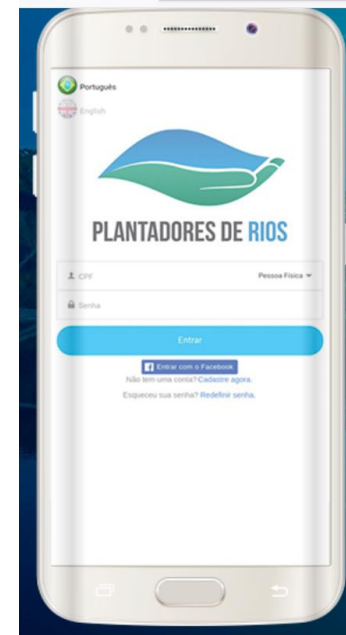 Português
English
PLANTADORES DE RIOS
CPF
Pessoa Física
Senha
Entrar
Entrar com o Facebook
Não tem uma conta? Cadastre agora.
Esqueceu sua senha? Redefinir senha.